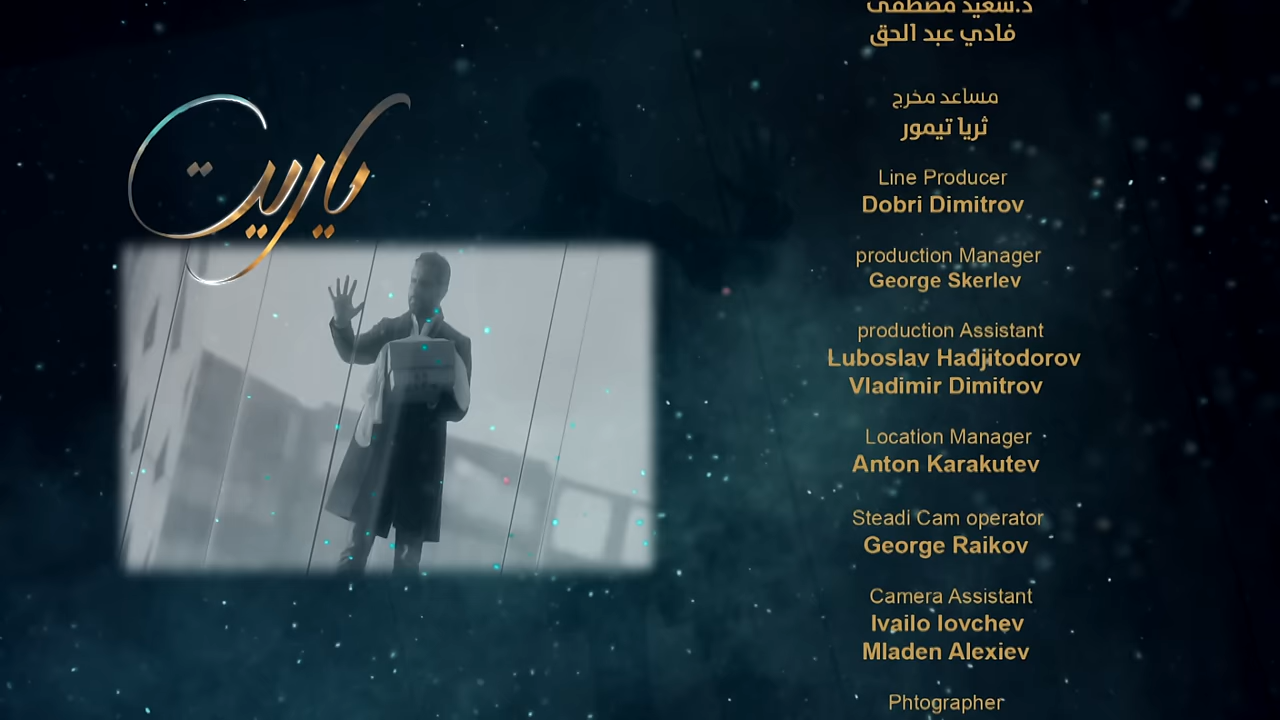 ياريت
د.سعيد مصطفى
فادي عبد الحق
مساعد مخرج
ثريا تيمور
Line Producer
Dobri Dimitrov
production Manager
George Skerlev
production Assistant
Luboslav Hadjitodorov
Vladimir Dimitrov
Location Manager
Anton Karakutev
Steadi Cam operator
George Raikov
Camera Assistant
Ivailo Iovchev
Mladen Alexiev
Phtographer